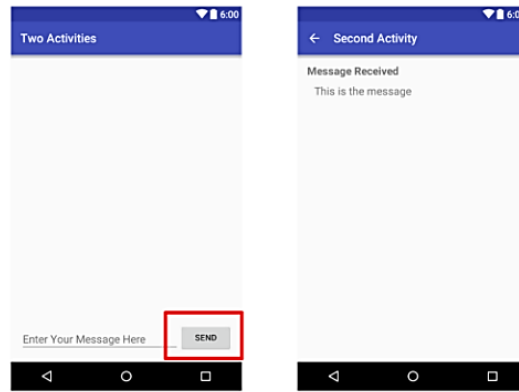 6:00
Two Activities
Enter Your Message Here
SEND
6:0
Second Activity
Message Received
This is the message